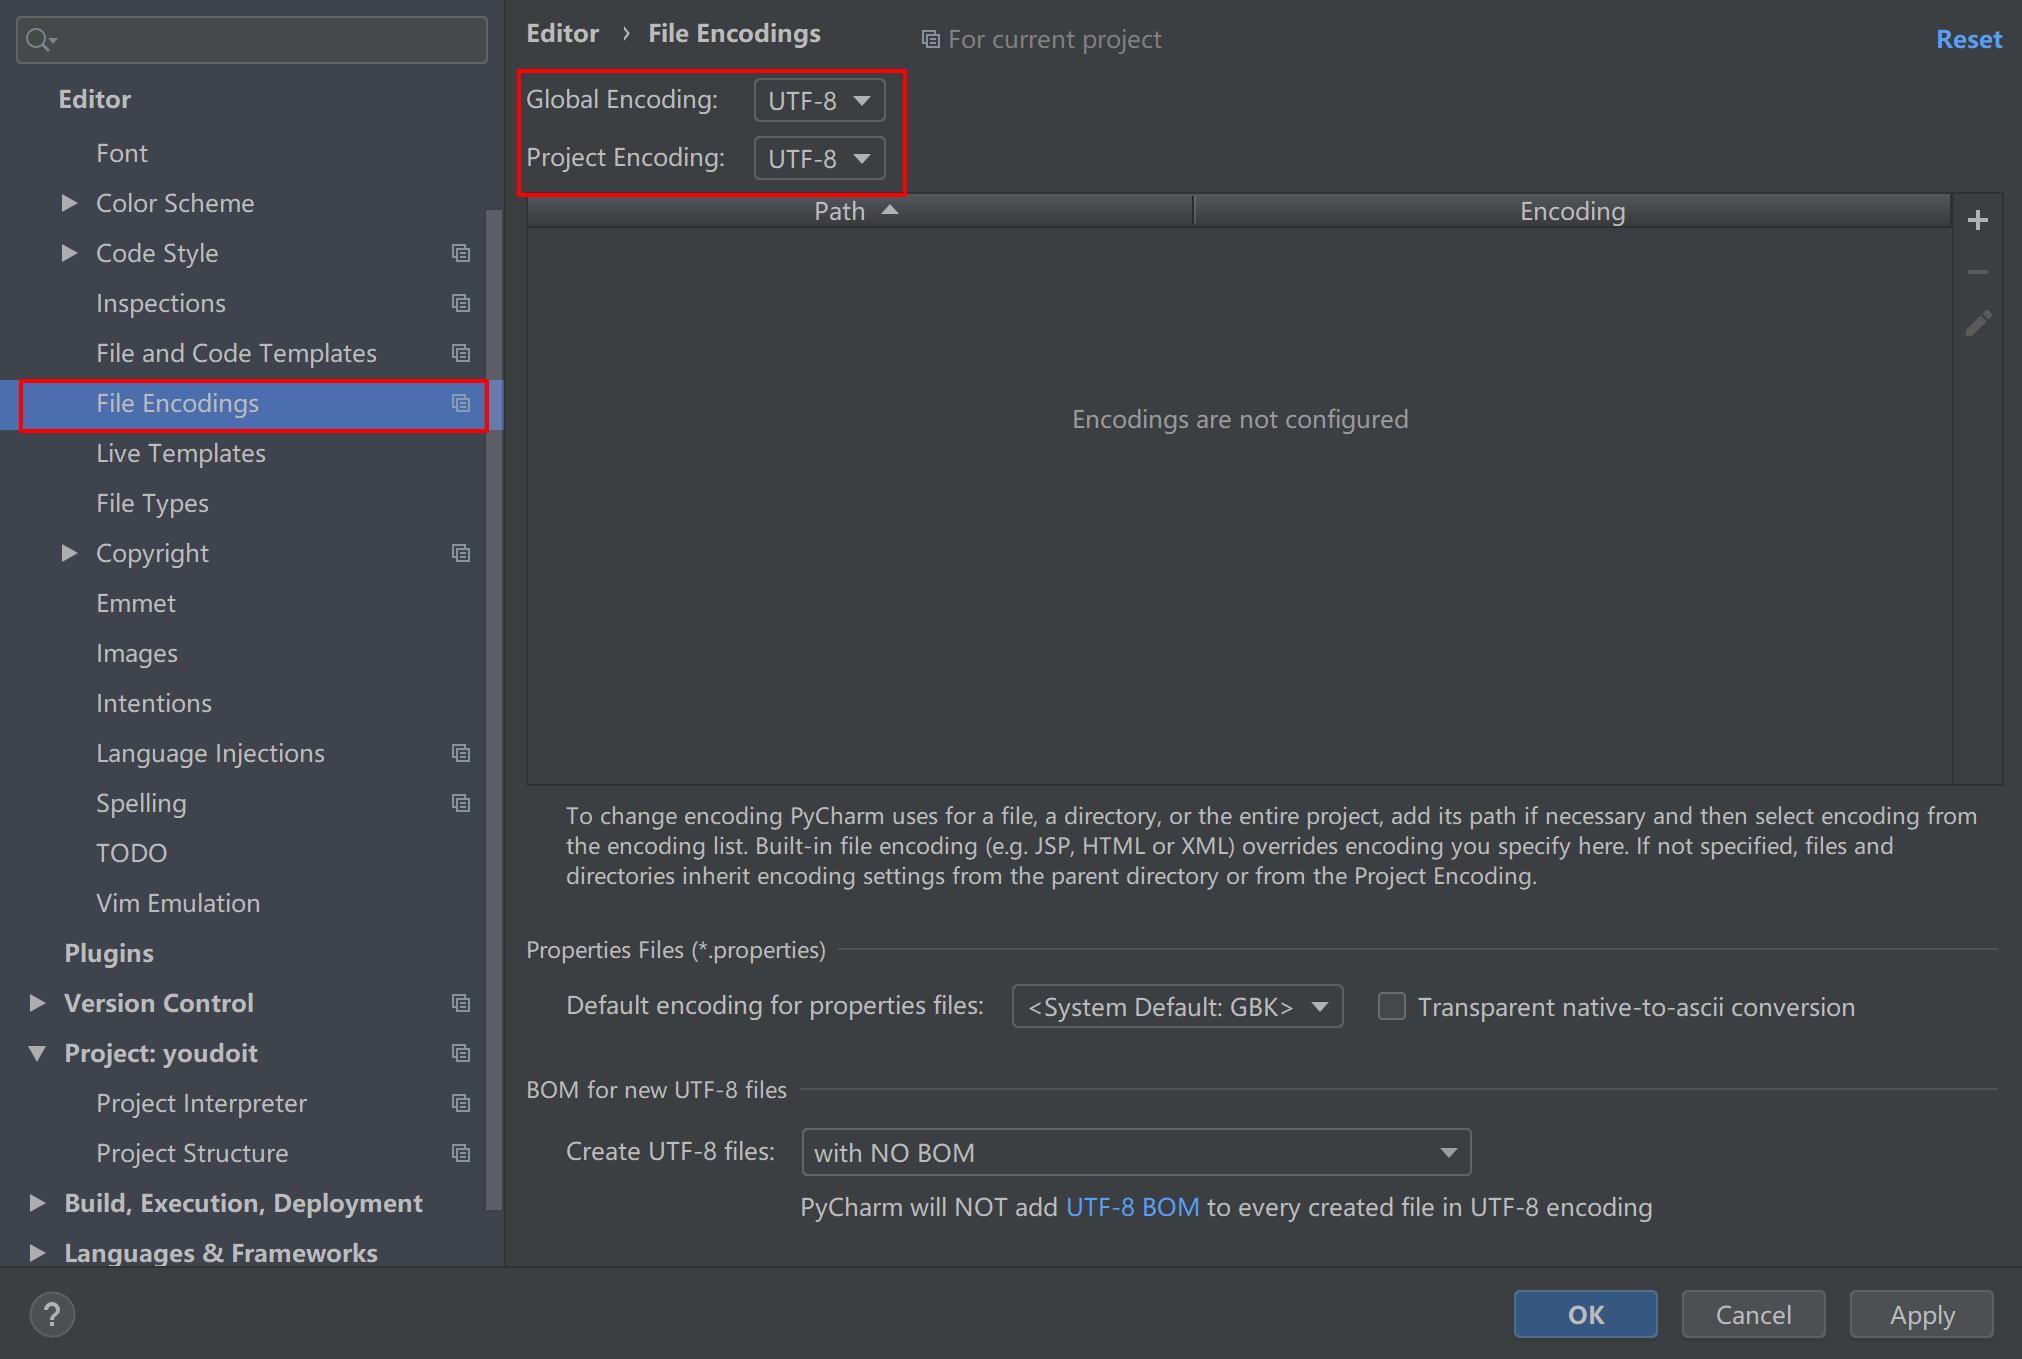 Editor
Font
Color Scheme
Code Style
Inspections
File and Code Templates
File Encodings
Live Templates
File Types
Copyright
Emmet
Images
Intentions
Language Injections
Spelling
TODO
Vim Emulation
Plugins
Version Control
Project: youdoit
Project Interpreter
Project Structure
Build, Execution, Deployment
Languages & Frameworks
Editor › File Encodings
For current project
Reset
Global Encoding: UTF-8
Project Encoding: UTF-8
Path Encoding
Encodings are not configured
To change encoding PyCharm uses for a file, a directory, or the entire project, add its path if necessary and then select encoding from
the encoding list. Built-in file encoding (e.g. JSP, HTML or XML) overrides encoding you specify here. If not specified, files and
directories inherit encoding settings from the parent directory or from the Project Encoding.
Properties Files (*.properties)
Default encoding for properties files: <System Default: GBK> Transparent native-to-ascii conversion
BOM for new UTF-8 files
Create UTF-8 files: with NO BOM
PyCharm will NOT add UTF-8 BOM to every created file in UTF-8 encoding
? OK Cancel Apply